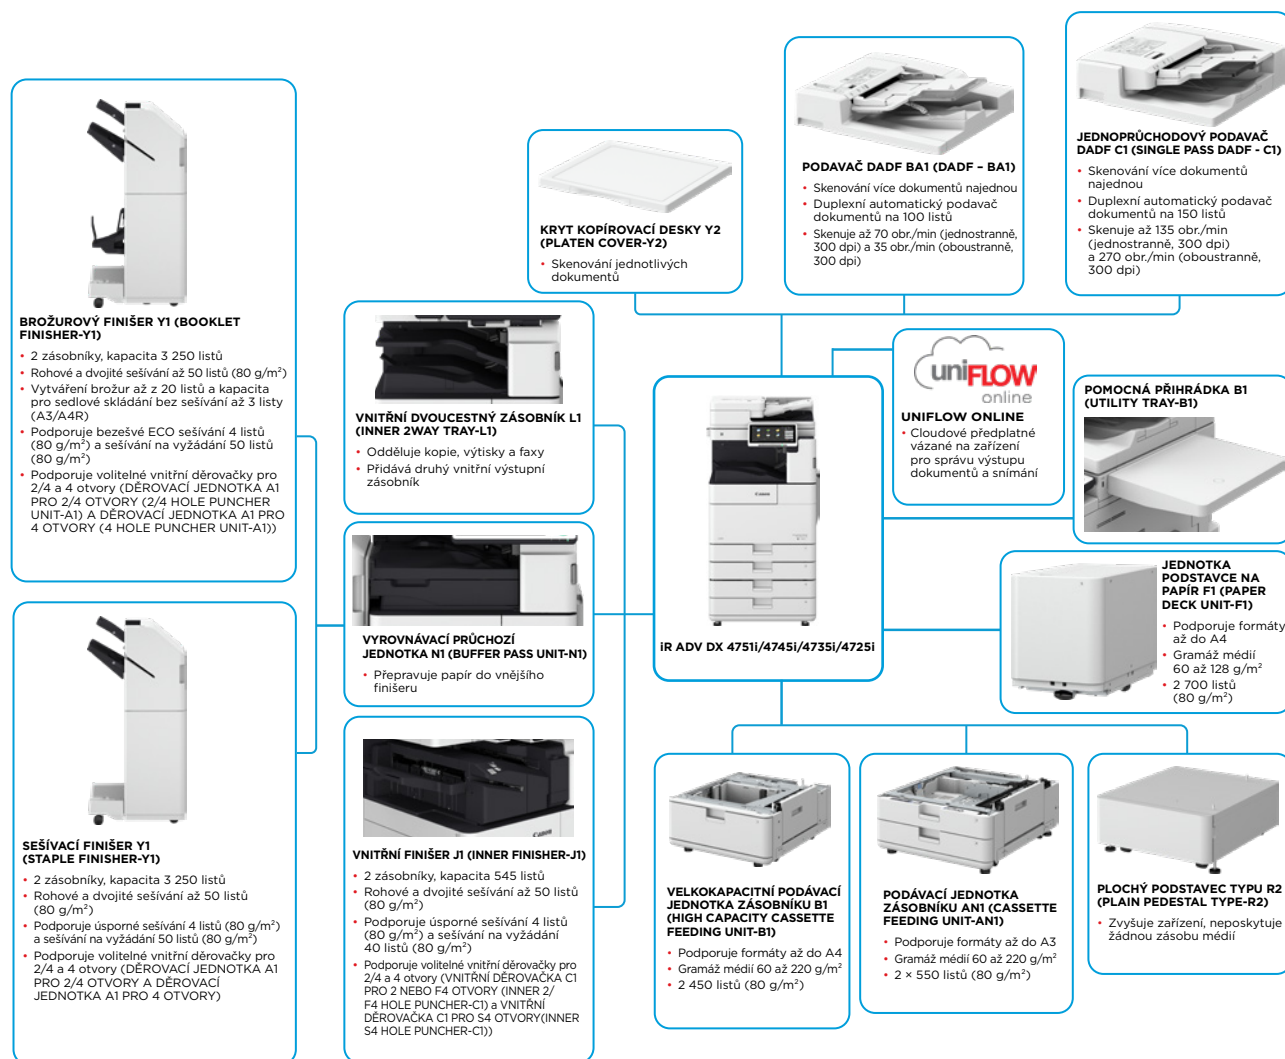 BROŽUROVÝ FINIŠER Y1 (BOOKLET
FINISHER-Y1)
• 2 zásobníky, kapacita 3 250 listů
• Rohové a dvojité sešívání až 50 listů (80 g/m²)
• Vytváření brožur až z 20 listů a kapacita
pro sedlové skládání bez sešívání až 3 listy
(A3/A4R)
• Podporuje bezešvé ECO sešívání 4 listů
(80 g/m²) a sešívání na vyžádání 50 listů
(80 g/m²)
• Podporuje volitelné vnitřní děrovačky pro
2/4 a 4 otvory (DĚROVACÍ JEDNOTKA A1
PRO 2/4 OTVORY (2/4 HOLE PUNCHER
UNIT-A1) A DĚROVACÍ JEDNOTKA A1 PRO
4 OTVORY (4 HOLE PUNCHER UNIT-A1))
SEŠÍVACÍ FINIŠER Y1
(STAPLE FINISHER-Y1)
• 2 zásobníky, kapacita 3 250 listů
• Rohové a dvojité sešívání až 50 listů
(80 g/m²)
• Podporuje úsporné sešívání 4 listů (80 g/m²)
a sešívání na vyžádání 50 listů (80 g/m²)
• Podporuje volitelné vnitřní děrovačky pro
2/4 a 4 otvory (DĚROVACÍ JEDNOTKA A1
PRO 2/4 OTVORY A DĚROVACÍ
JEDNOTKA A1 PRO 4 OTVORY)
VNITŘNÍ DVOUCESTNÝ ZÁSOBNÍK L1
(INNER 2WAY TRAY-L1)
• Odděluje kopie, výtisky a faxy
• Přidává druhý vnitřní výstupní
zásobník
VYROVNÁVACÍ PRŮCHOZÍ
JEDNOTKA N1 (BUFFER PASS UNIT-N1)
• Přepravuje papír do vnějšího
finišeru
Canon
VNITŘNÍ FINIŠER J1 (INNER FINISHER-J1)
• 2 zásobníky, kapacita 545 listů
• Rohové a dvojité sešívání až 50 listů
(80 g/m²)
• Podporuje úsporné sešívání 4 listů
(80 g/m²) a sešívání na vyžádání
40 listů (80 g/m²)
• Podporuje volitelné vnitřní děrovačky pro
2/4 a 4 otvory (VNITŘNÍ DĚROVAČKA C1
PRO 2 NEBO F4 OTVORY (INNER 2/
F4 HOLE PUNCHER-C1) a VNITŘNÍ
DĚROVAČKA C1 PRO S4 OTVORY(INNER
S4 HOLE PUNCHER-C1))
KRYT KOPÍROVACÍ DESKY Y2
(PLATEN COVER-Y2)
• Skenování jednotlivých
dokumentů
PODAVAČ DADF BA1 (DADF – BA1)
• Skenování více dokumentů najednou
• Duplexní automatický podavač
dokumentů na 100 listů
• Skenuje až 70 obr./min (jednostranně,
300 dpi) a 35 obr./min (oboustranně,
300 dpi)
JEDNOPRŮCHODOVÝ PODAVAČ
DADF C1 (SINGLE PASS DADF - C1)
• Skenování více dokumentů
najednou
• Duplexní automatický podavač
dokumentů na 150 listů
• Skenuje až 135 obr./min
(jednostranně, 300 dpi)
a 270 obr./min (oboustranně,
300 dpi)
Canon
iR ADV DX 4751i/4745i/4735i/4725i
uniFLOW
online
UNIFLOW ONLINE
• Cloudové předplatné
vázané na zařízení
pro správu výstupu
dokumentů a snímání
POMOCNÁ PŘIHRÁDKA B1
(UTILITY TRAY-B1)
JEDNOTKA
PODSTAVCE NA
PAPÍR F1 (PAPER
DECK UNIT-F1)
• Podporuje formáty
až do A4
• Gramáž médií
60 až 128 g/m²
• 2 700 listů
(80 g/m²)
VELKOKAPACITNÍ PODÁVACÍ
JEDNOTKA ZÁSOBNÍKU B1
(HIGH CAPACITY CASSETTE
FEEDING UNIT-B1)
• Podporuje formáty až do A4
• Gramáž médií 60 až 220 g/m²
• 2 450 listů (80 g/m²)
PODÁVACÍ JEDNOTKA
ZÁSOBNÍKU AN1 (CASSETTE
FEEDING UNIT-AN1)
• Podporuje formáty až do A3
• Gramáž médií 60 až 220 g/m²
• 2 × 550 listů (80 g/m²)
PLOCHÝ PODSTAVEC TYPU R2
(PLAIN PEDESTAL TYPE-R2)
• Zvyšuje zařízení, neposkytuje
žádnou zásobu médií